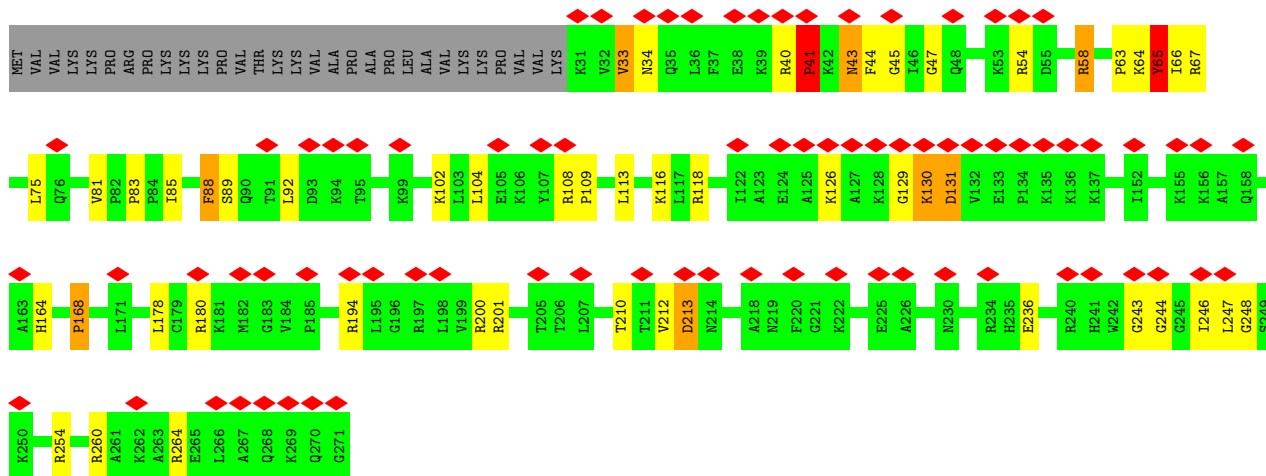 MET VAL VAL LYS LYS PRO ARG PRO LYS LYS LYS PRO VAL THR LYS LYS VAL ALA PRO ALA PRO LEU ALA VAL LYS LYS PRO VAL VAL LYS K31 V32 V33 N34 Q35 L36 F37 E38 K39 R40 P41 K42 N43 F44 G45 I46 G47 Q48 K53 R54 D55 R58 P63 K64 Y65 I66 R67
L75 Q76 V81 P82 P83 P84 I85 F88 S89 Q90 T91 L92 D93 K94 T95 K99 K102 L103 L104 E105 K106 Y107 R108 P109 L113 K116 L117 R118 I122 A123 E124 A125 K126 A127 K128 G129 K130 D131 V132 E133 P134 K135 K136 K137 I152 K155 K156 A157 Q158
A163 H164 P168 L171 L178 C179 R180 K181 M182 G183 V184 P185 R194 L195 G196 R197 L198 V199 R200 R201 T205 T206 L207 T210 T211 V212 D213 N214 A218 N219 F220 G221 K222 E225 A226 N230 R234 H235 E236 R240 H241 W242 G243 G244 G245 I246 L247 G248 S249
K250 R254 R260 A261 K262 A263 R264 E265 L266 A267 Q268 K269 Q270 G271